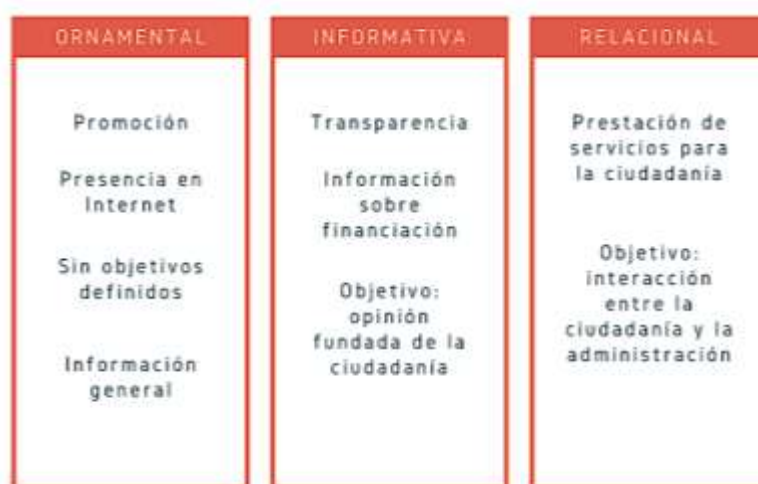 ORNAMENTAL
Promoción
Presencia en
Internet
Sin objetivos
definidos
Información
general
INFORMATIVA
Transparencia
Información
sobre
financiación
Objetivo:
opinión
fundada de la
ciudadanía
RELACIONAL
Prestación de
servicios para
la ciudadanía
Objetivo:
interacción
entre la
ciudadanía y la
administración